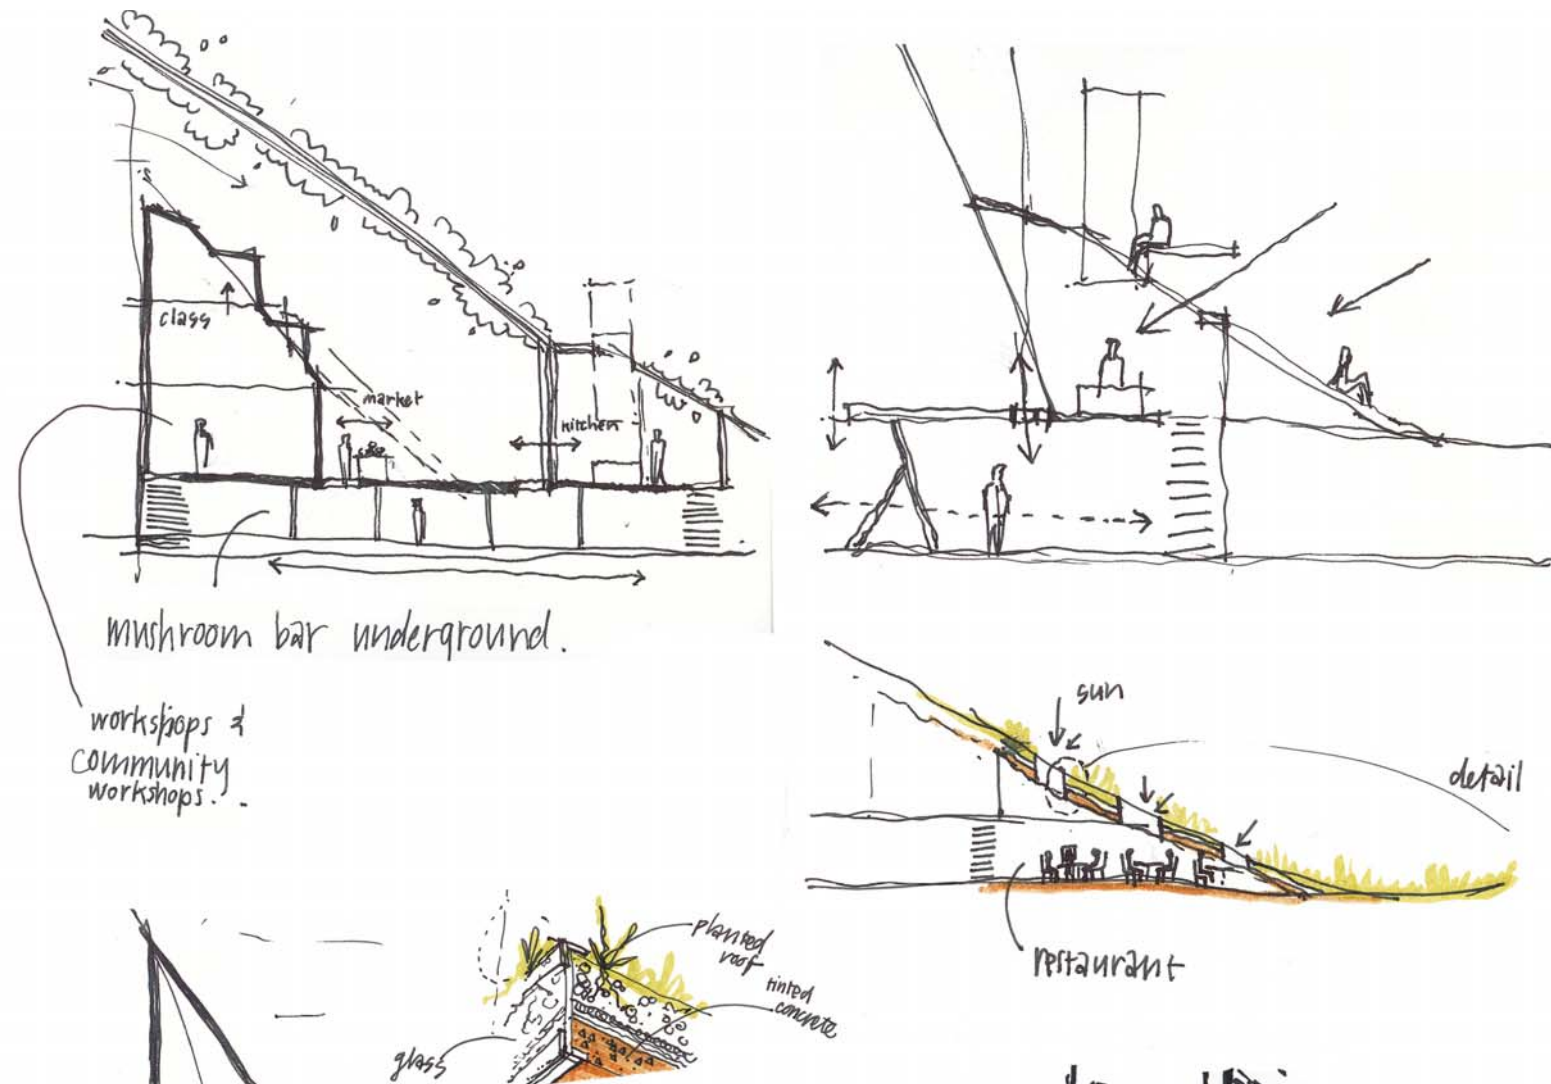 class
market
kitchen
mushroom bar underground.
workshops &
community
workshops..
sun
detail
restaurant
planted
roof
tinted
concrete
glass